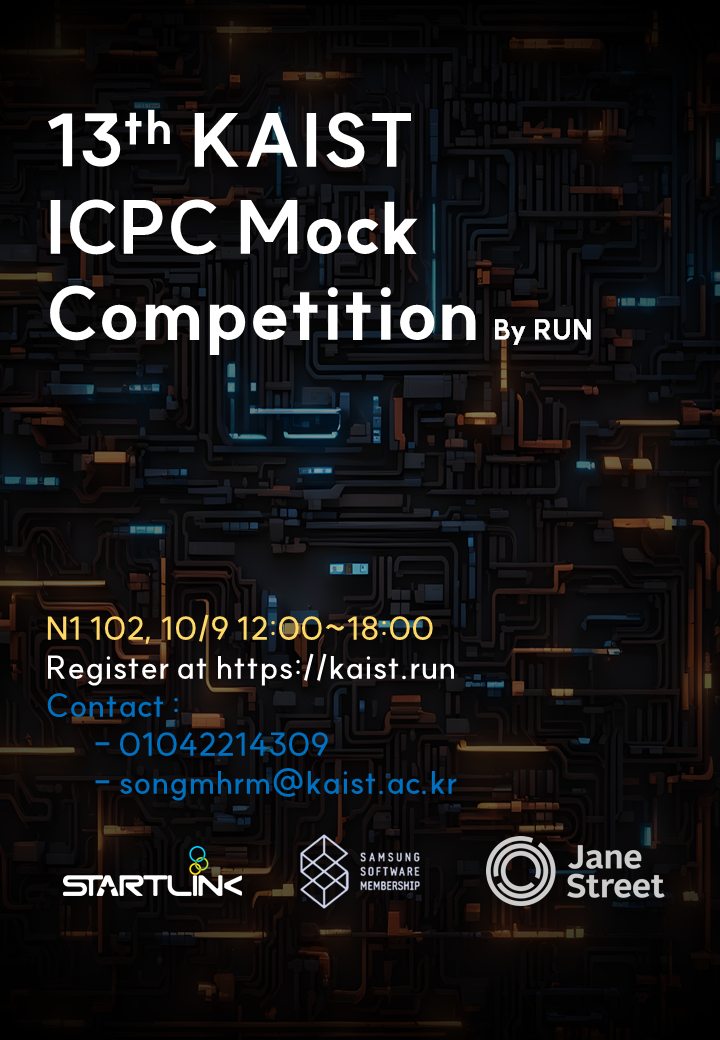 13th KAIST
ICPC Mock
Competition By RUN
N1 102, 10/9 12:00~18:00
Register at https://kaist.run
Contact :
- 01042214309
- songmhrm@kaist.ac.kr
STARTLINK
SAMSUNG
SOFTWARE
MEMBERSHIP
Jane
Street